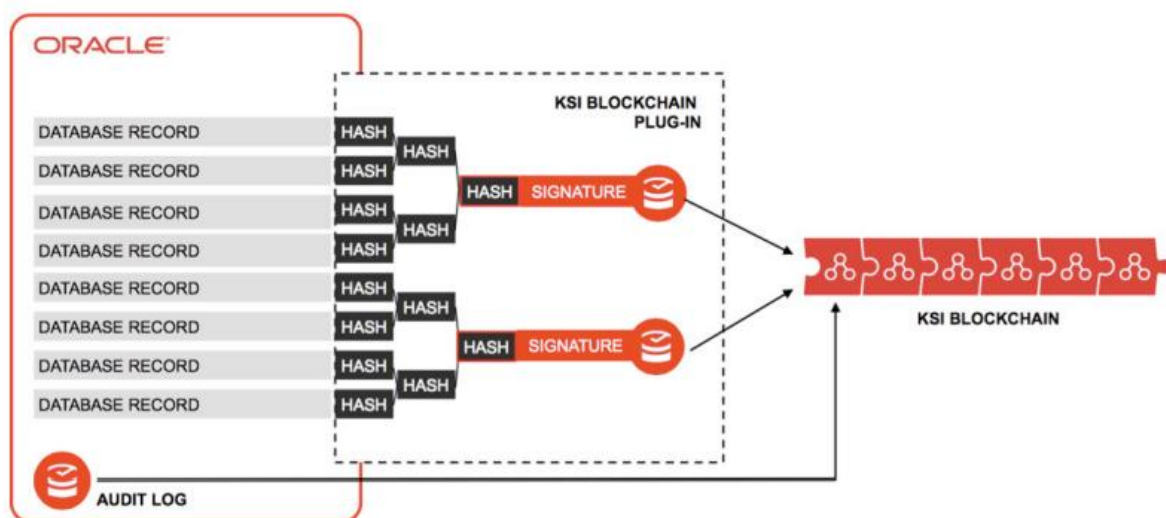 ORACLE
KSI BLOCKCHAIN
PLUG-IN
DATABASE RECORD HASH
HASH
DATABASE RECORD HASH
HASH SIGNATURE
DATABASE RECORD HASH
HASH
DATABASE RECORD HASH
DATABASE RECORD HASH
HASH
DATABASE RECORD HASH
HASH SIGNATURE
DATABASE RECORD HASH
HASH
DATABASE RECORD HASH
KSI BLOCKCHAIN
AUDIT LOG